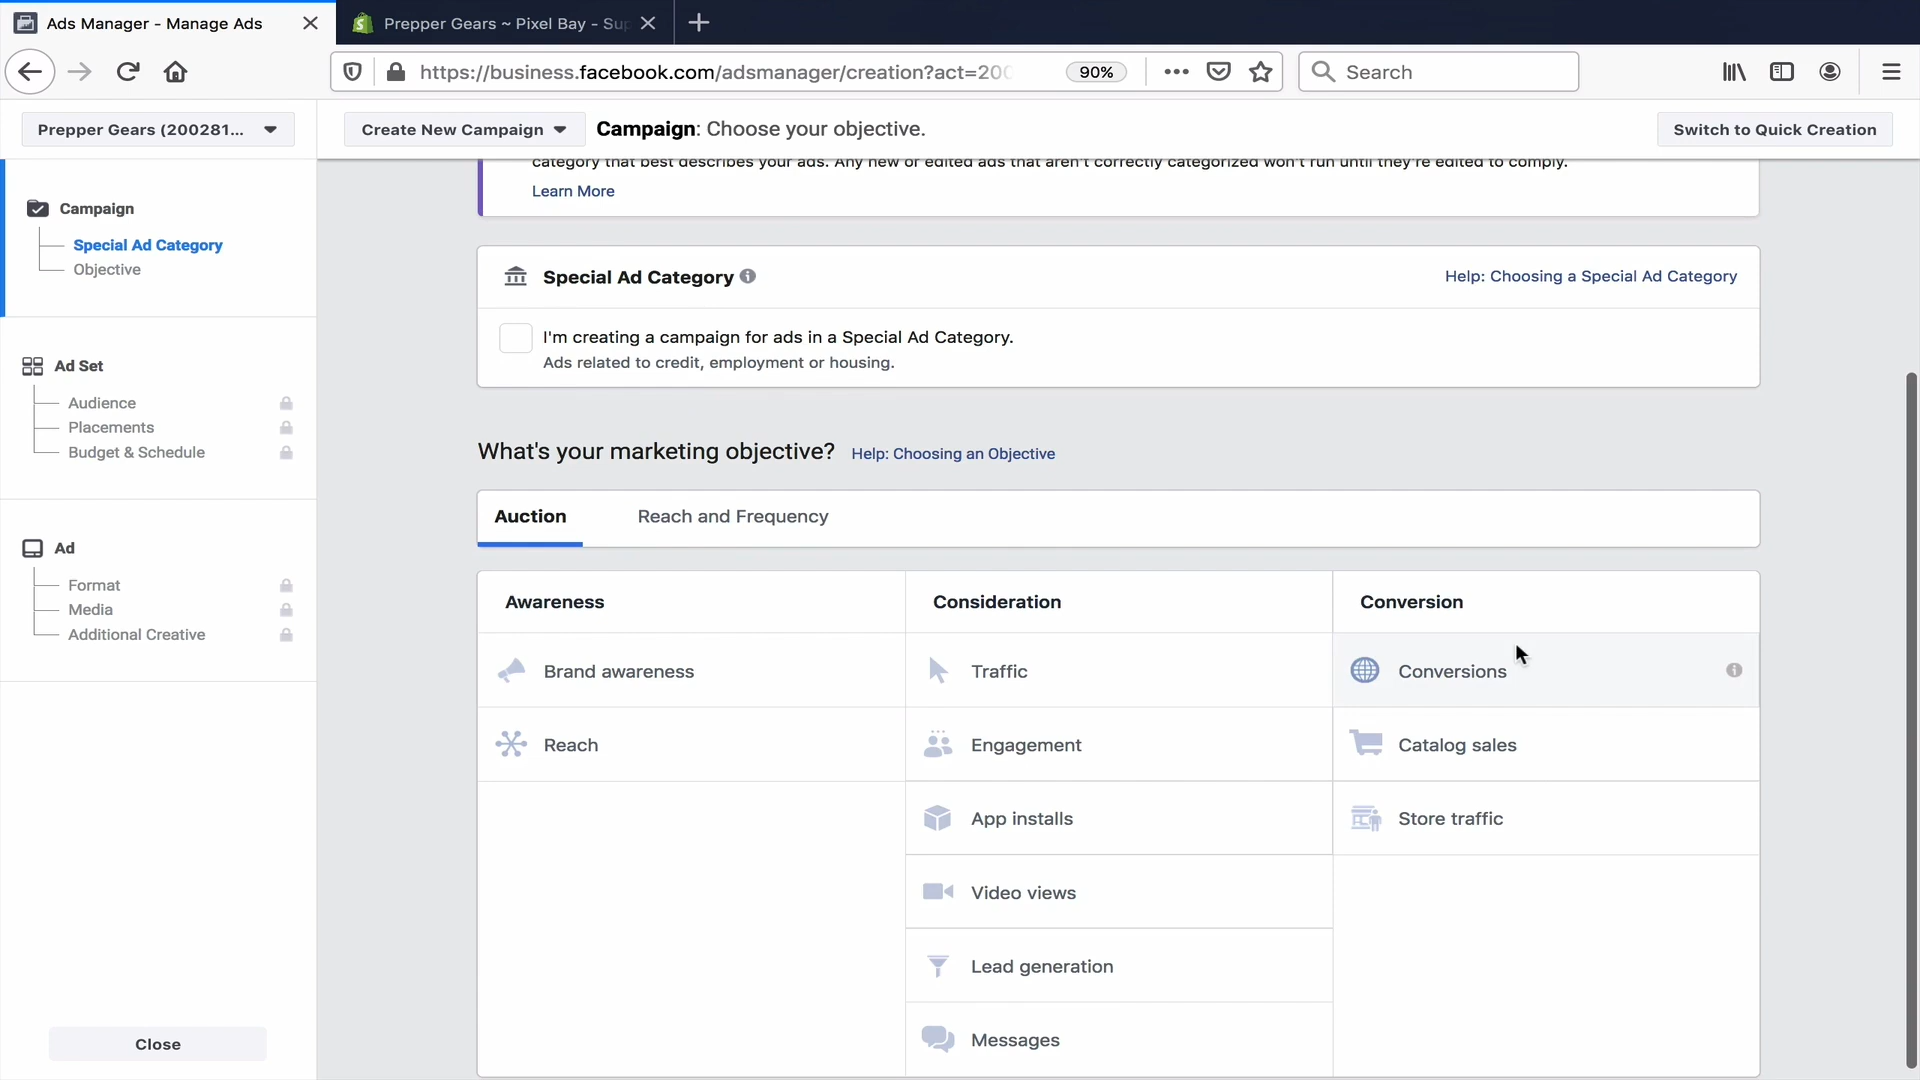 Ads Manager - Manage Ads
Prepper Gears ~ Pixel Bay - Sup
https://business.facebook.com/adsmanager/creation?act=200
90%
Search
Prepper Gears (200281...
Create New Campaign
Campaign: Choose your objective.
Switch to Quick Creation
category that best describes your ads. Any new or edited ads that aren't correctly categorized won't run until they're edited to comply.
Learn More
Campaign
Special Ad Category
Objective
Ad Set
Audience
Placements
Budget & Schedule
Ad
Format
Media
Additional Creative
Close
Special Ad Category
Help: Choosing a Special Ad Category
I'm creating a campaign for ads in a Special Ad Category.
Ads related to credit, employment or housing.
What's your marketing objective?
Help: Choosing an Objective
Auction
Reach and Frequency
Awareness
Consideration
Conversion
Brand awareness
Traffic
Conversions
Reach
Engagement
Catalog sales
App installs
Store traffic
Video views
Lead generation
Messages